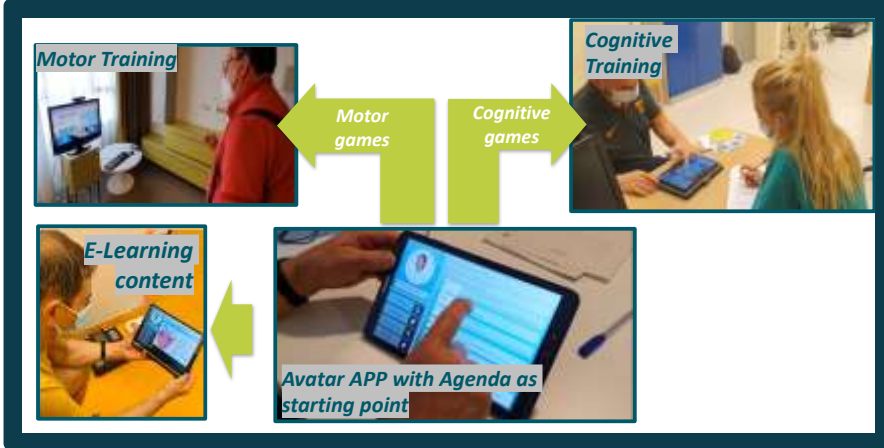 Motor Training
Cognitive
Training
Motor
games
Cognitive
games
E-Learning
content
Avatar APP with Agenda as
starting point